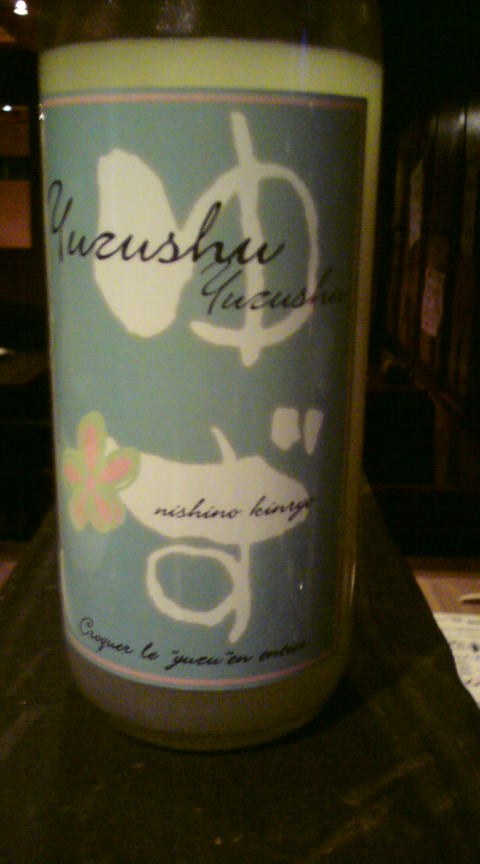 ゆ
Yuzushu
Yuzushu
ず
nishino kinryo
Croquer le "yuzu" en entier